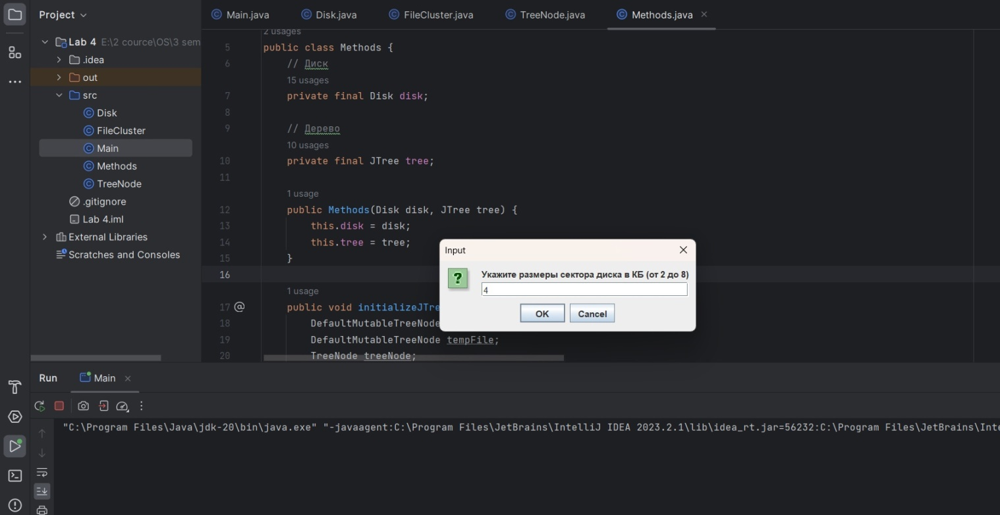 Project
Main.java
Disk.java
FileCluster.java
TreeNode.java
Methods.java
Lab 4 E:\2 cource\OS\3 sem
.idea
out
src
Disk
FileCluster
Main
Methods
TreeNode
.gitignore
Lab 4.iml
External Libraries
Scratches and Consoles
2 usages
5 public class Methods {
6 // Диск
15 usages
7 private final Disk disk;
8
9 // Дерево
10 usages
10 private final JTree tree;
11
1 usage
12 public Methods(Disk disk, JTree tree) {
13 this.disk = disk;
14 this.tree = tree;
15 }
16
1 usage
17 @ public void initializeJTre
18 DefaultMutableTreeNode
19 DefaultMutableTreeNode tempFile;
20 TreeNode treeNode;
Input
Укажите размеры сектора диска в КБ (от 2 до 8)
4
OK Cancel
Run Main
"C:\Program Files\Java\jdk-20\bin\java.exe" "-javaagent:C:\Program Files\JetBrains\IntelliJ IDEA 2023.2.1\lib\idea_rt.jar=56232:C:\Program Files\JetBrains\Inte